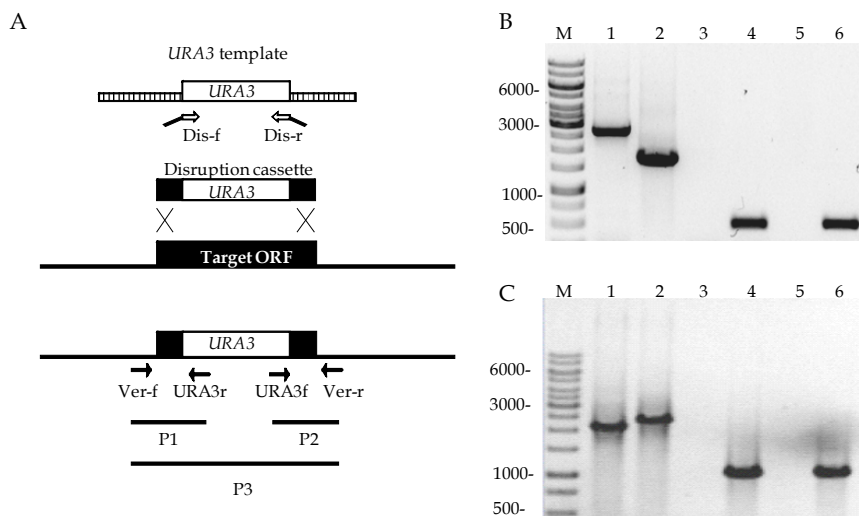 A
URA3 template
URA3
Dis-f
Dis-r
Disruption cassette
URA3
Target ORF
URA3
Ver-f
URA3r
URA3f
Ver-r
P1
P2
P3
B
M 1 2 3 4 5 6
6000-
3000-
1000-
500-
C
M 1 2 3 4 5 6
6000-
3000-
1000-
500-